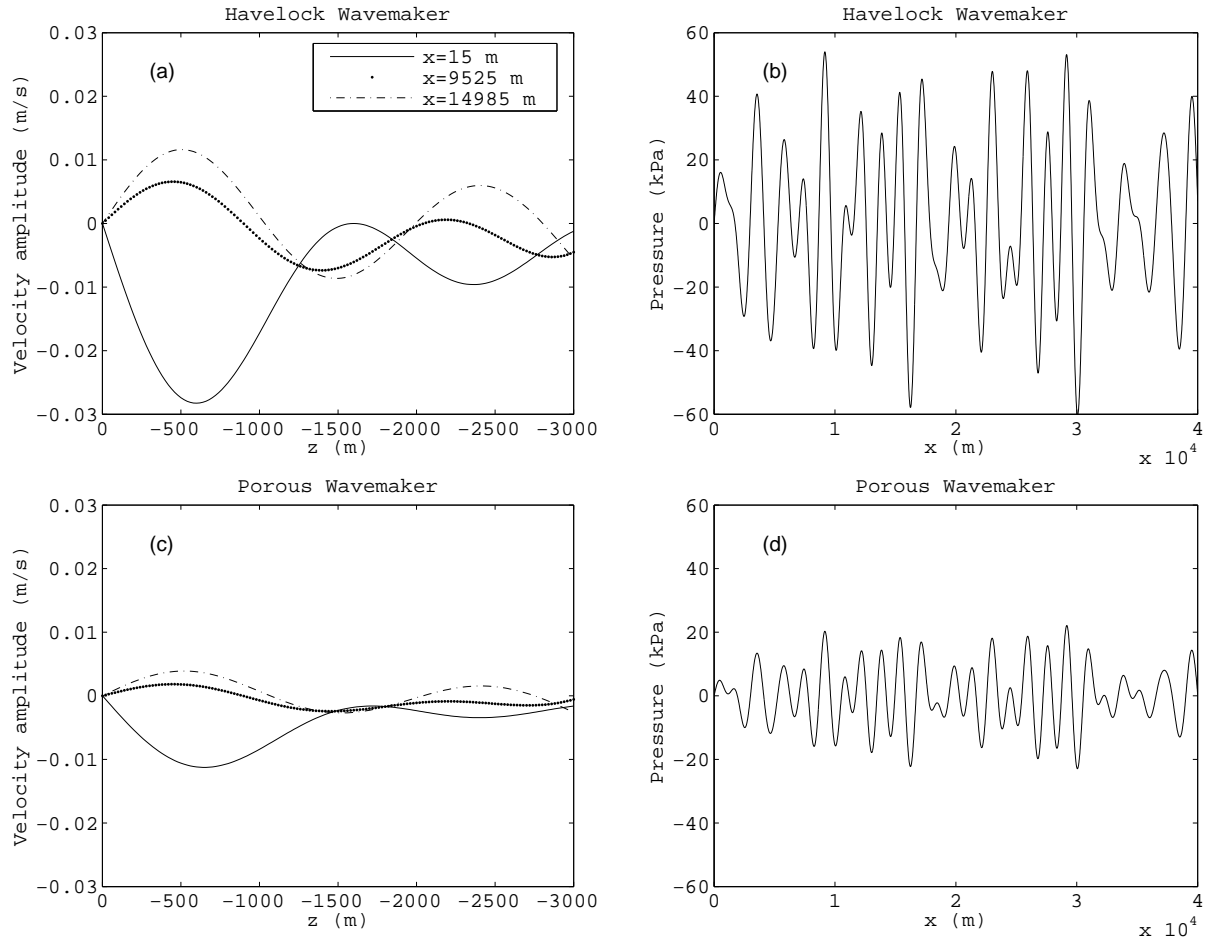 Havelock Wavemaker
(a)
x=15 m
x=9525 m
x=14985 m
0.03
0.02
0.01
0
−0.01
−0.02
−0.03
Velocity amplitude (m/s)
0 −500 −1000 −1500 −2000 −2500 −3000
z (m)
Havelock Wavemaker
(b)
60
40
20
0
−20
−40
−60
Pressure (kPa)
0 1 2 3 4
x (m)
x 10^4
Porous Wavemaker
(c)
0.03
0.02
0.01
0
−0.01
−0.02
−0.03
Velocity amplitude (m/s)
0 −500 −1000 −1500 −2000 −2500 −3000
z (m)
Porous Wavemaker
(d)
60
40
20
0
−20
−40
−60
Pressure (kPa)
0 1 2 3 4
x (m)
x 10^4